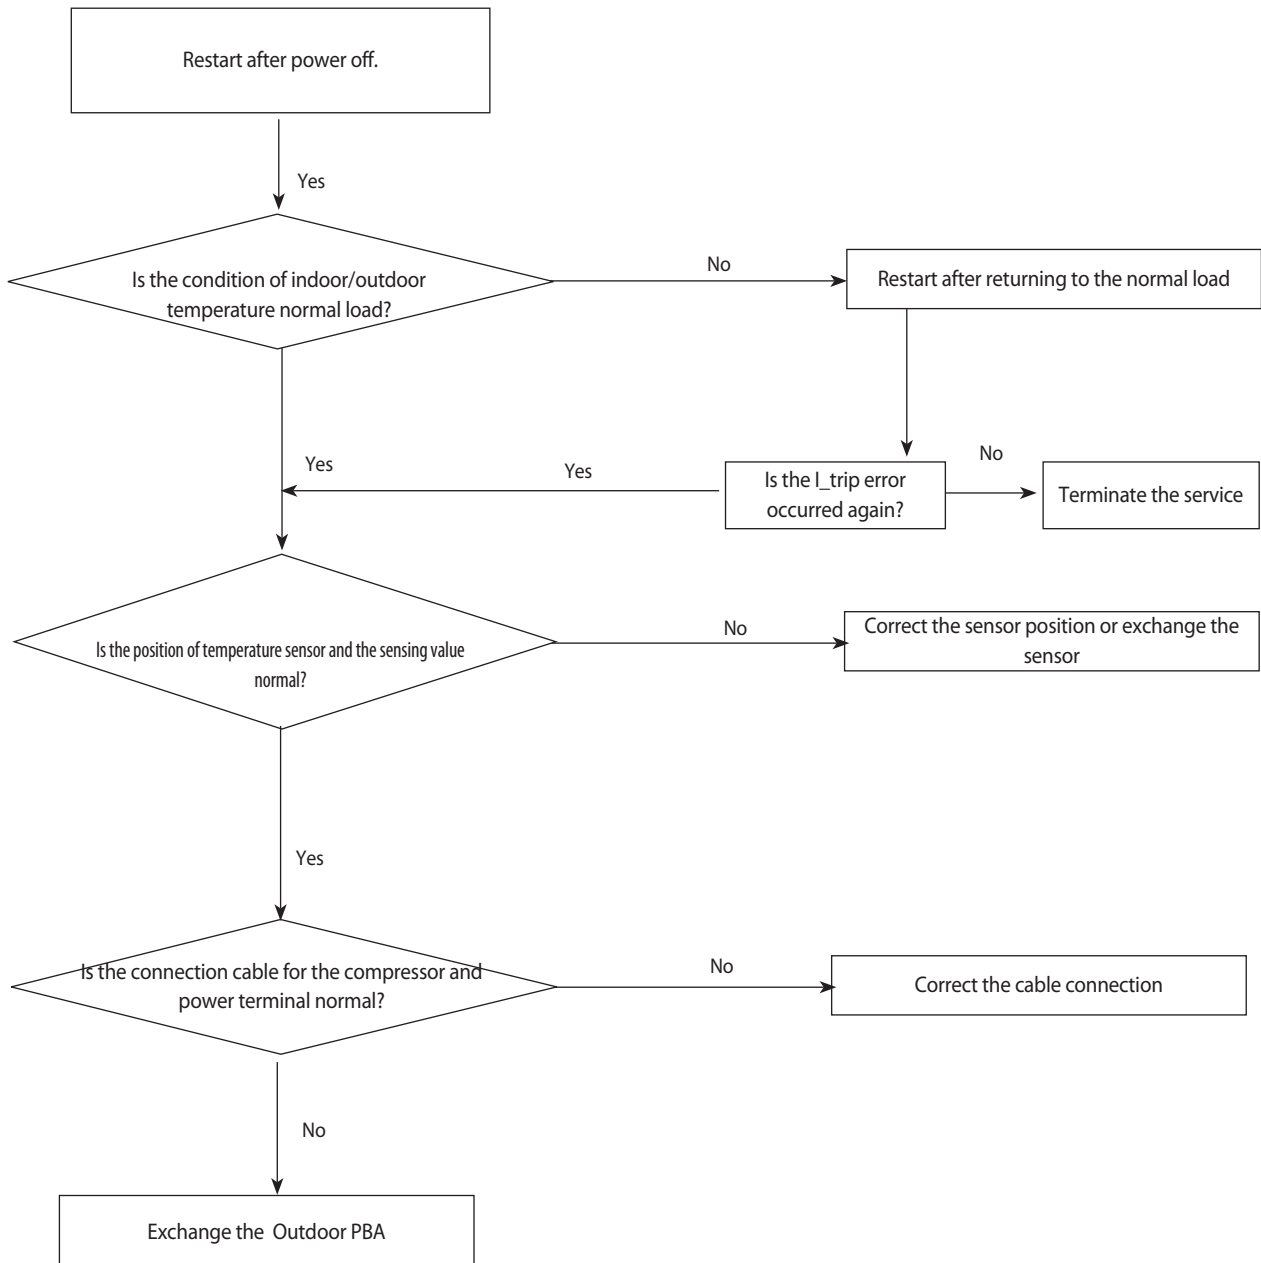 Restart after power off.
Yes
Is the condition of indoor/outdoor
temperature normal load?
No
Restart after returning to the normal load
Yes
Yes
Is the I_trip error
occurred again?
No
Terminate the service
Is the position of temperature sensor and the sensing value
normal?
No
Correct the sensor position or exchange the
sensor
Yes
Is the connection cable for the compressor and
power terminal normal?
No
Correct the cable connection
No
Exchange the Outdoor PBA